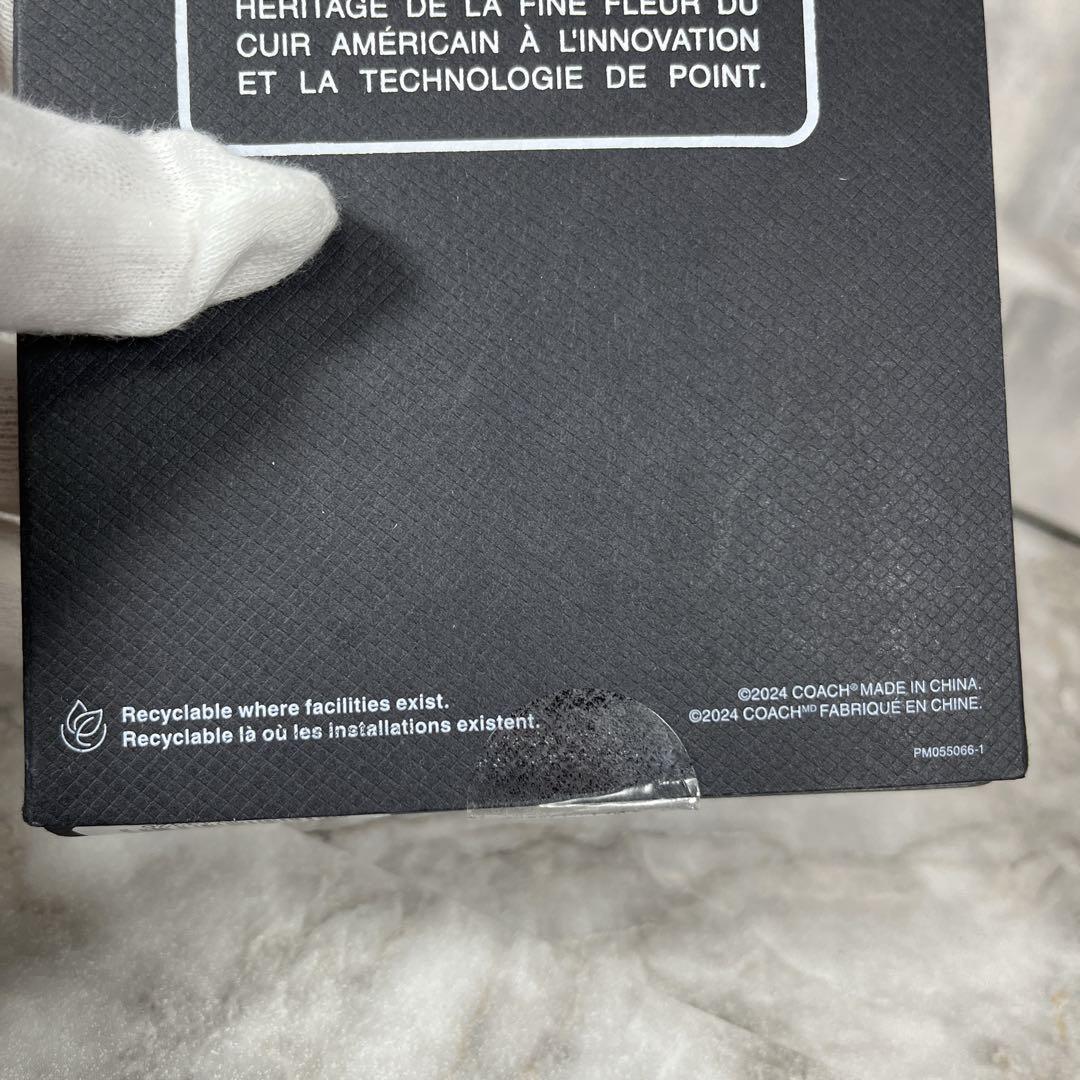 HÉRITAGE DE LA FINE FLEUR DU
CUIR AMÉRICAIN À L'INNOVATION
ET LA TECHNOLOGIE DE POINT.
Recyclable where facilities exist.
Recyclable là où les installations existent.
©2024 COACH® MADE IN CHINA.
©2024 COACHMD FABRIQUÉ EN CHINE.
PM055066-1